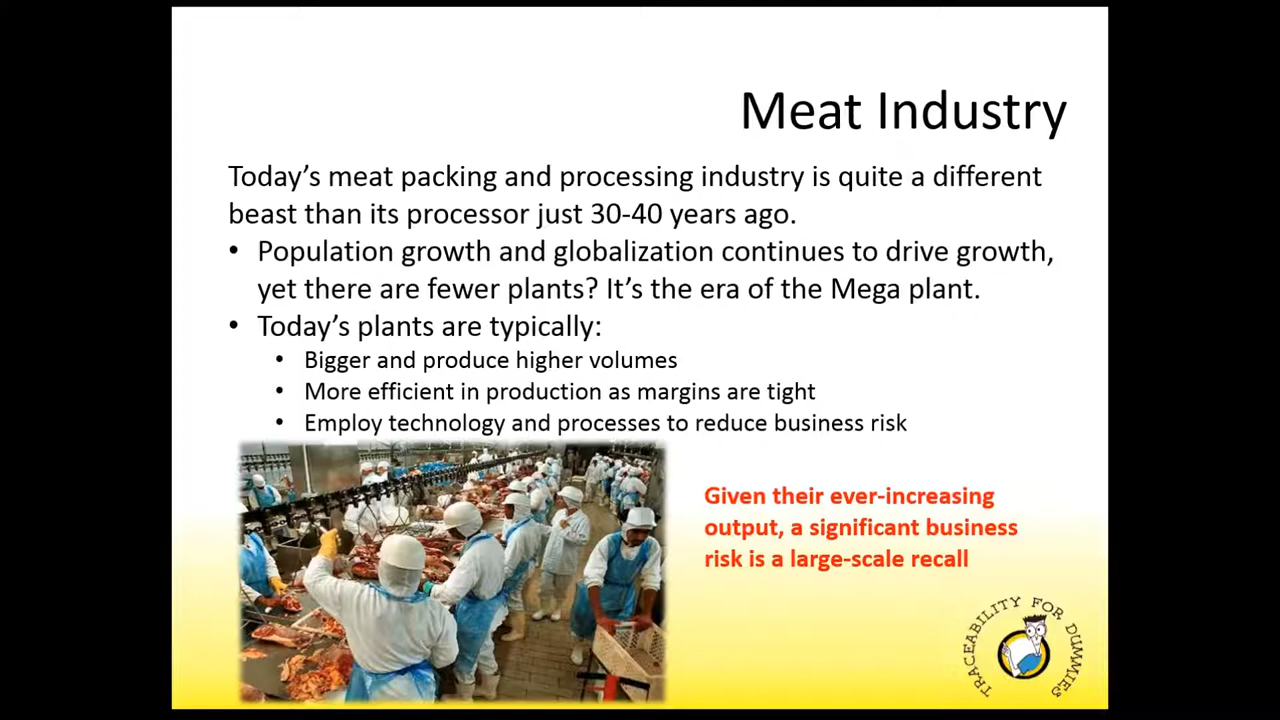 Meat Industry
Today's meat packing and processing industry is quite a different
beast than its processor just 30-40 years ago.
• Population growth and globalization continues to drive growth,
yet there are fewer plants? It's the era of the Mega plant.
• Today's plants are typically:
• Bigger and produce higher volumes
• More efficient in production as margins are tight
• Employ technology and processes to reduce business risk
Given their ever-increasing
output, a significant business
risk is a large-scale recall
TRACEABILITY FOR DUMMIES